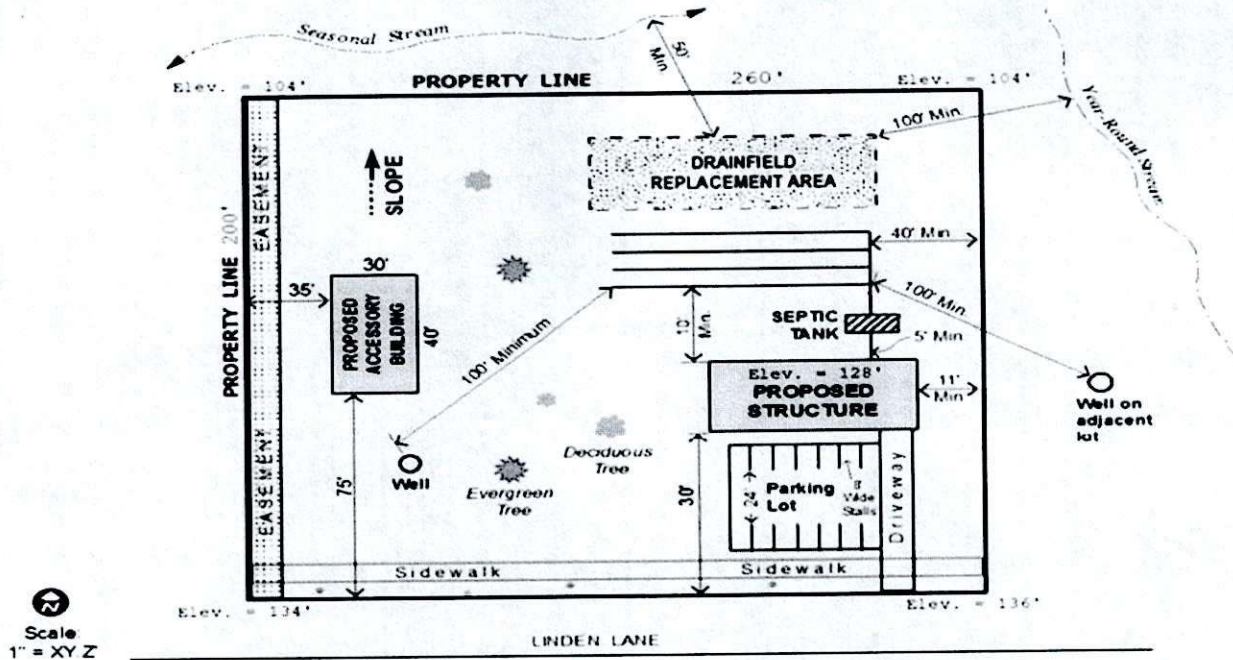 Seasonal Stream
50'
Min.
Elev. = 104'
PROPERTY LINE
260'
Elev. = 104'
100' Min.
Year-Round Stream
DRAINFIELD
REPLACEMENT AREA
EASEMENT
SLOPE
PROPERTY LINE 200'
40' Min
30'
35'
PROPOSED
ACCESSORY
BUILDING
40'
100' Minimum
10'
Min.
SEPTIC
TANK
100' Min.
5' Min
Elev. = 128'
PROPOSED
STRUCTURE
11'
Min
Well on
adjacent
lot
EASEMENT
75'
Well
Deciduous
Tree
Evergreen
Tree
30'
24'
Parking
Lot
8'
Wide
Stalls
Driveway
Sidewalk
Sidewalk
Elev. = 134'
Elev. = 136'
N
Scale
1" = XY Z'
LINDEN LANE